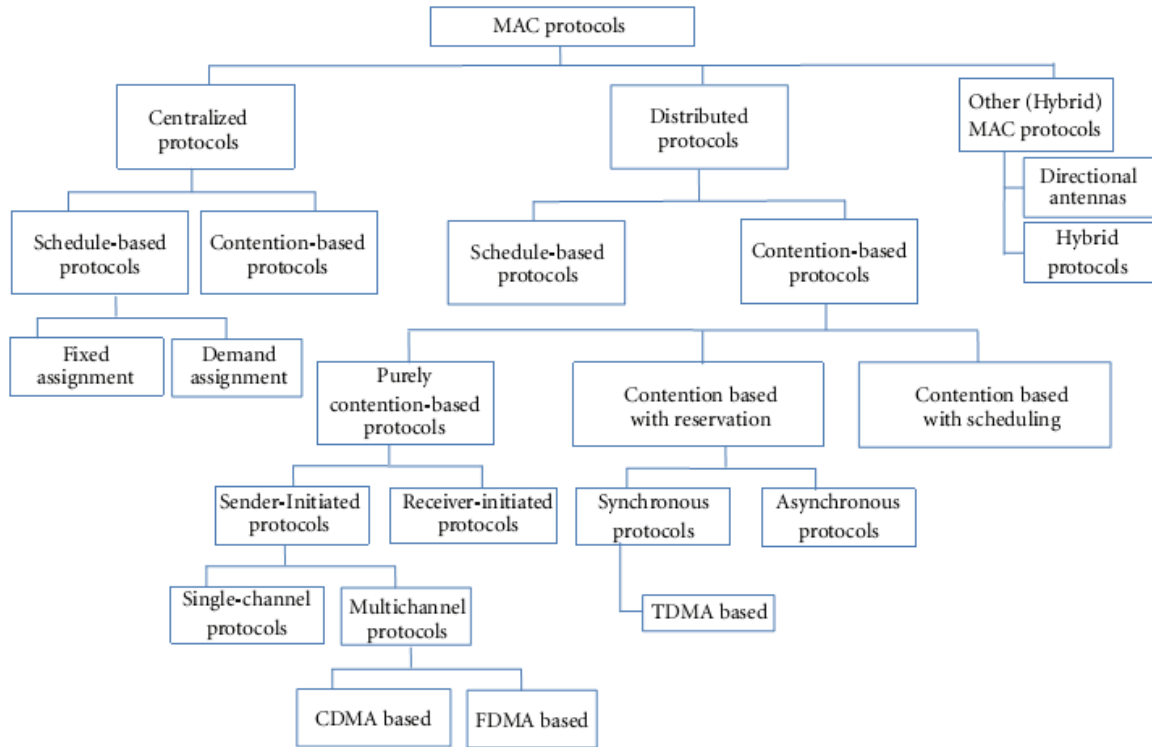 MAC protocols
Centralized
protocols
Distributed
protocols
Other (Hybrid)
MAC protocols
Directional
antennas
Hybrid
protocols
Schedule-based
protocols
Contention-based
protocols
Schedule-based
protocols
Contention-based
protocols
Fixed
assignment
Demand
assignment
Purely
contention-based
protocols
Contention based
with reservation
Contention based
with scheduling
Sender-Initiated
protocols
Receiver-initiated
protocols
Synchronous
protocols
Asynchronous
protocols
Single-channel
protocols
Multichannel
protocols
TDMA based
CDMA based
FDMA based